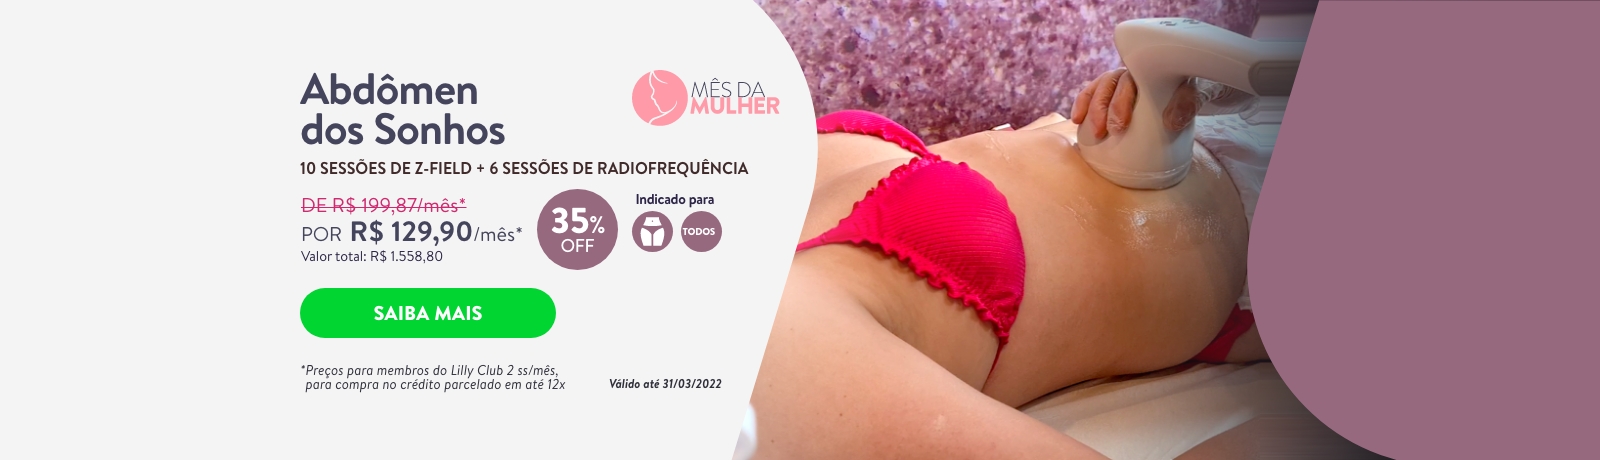 Abdômen
dos Sonhos
MÊS DA
MULHER
10 SESSÕES DE Z-FIELD + 6 SESSÕES DE RADIOFREQUÊNCIA
DE R$ 199,87/mês*
POR R$ 129,90/mês*
Valor total: R$ 1.558,80
35%
OFF
Indicado para
TODOS
SAIBA MAIS
*Preços para membros do Lilly Club 2 ss/mês,
para compra no crédito parcelado em até 12x
Válido até 31/03/2022